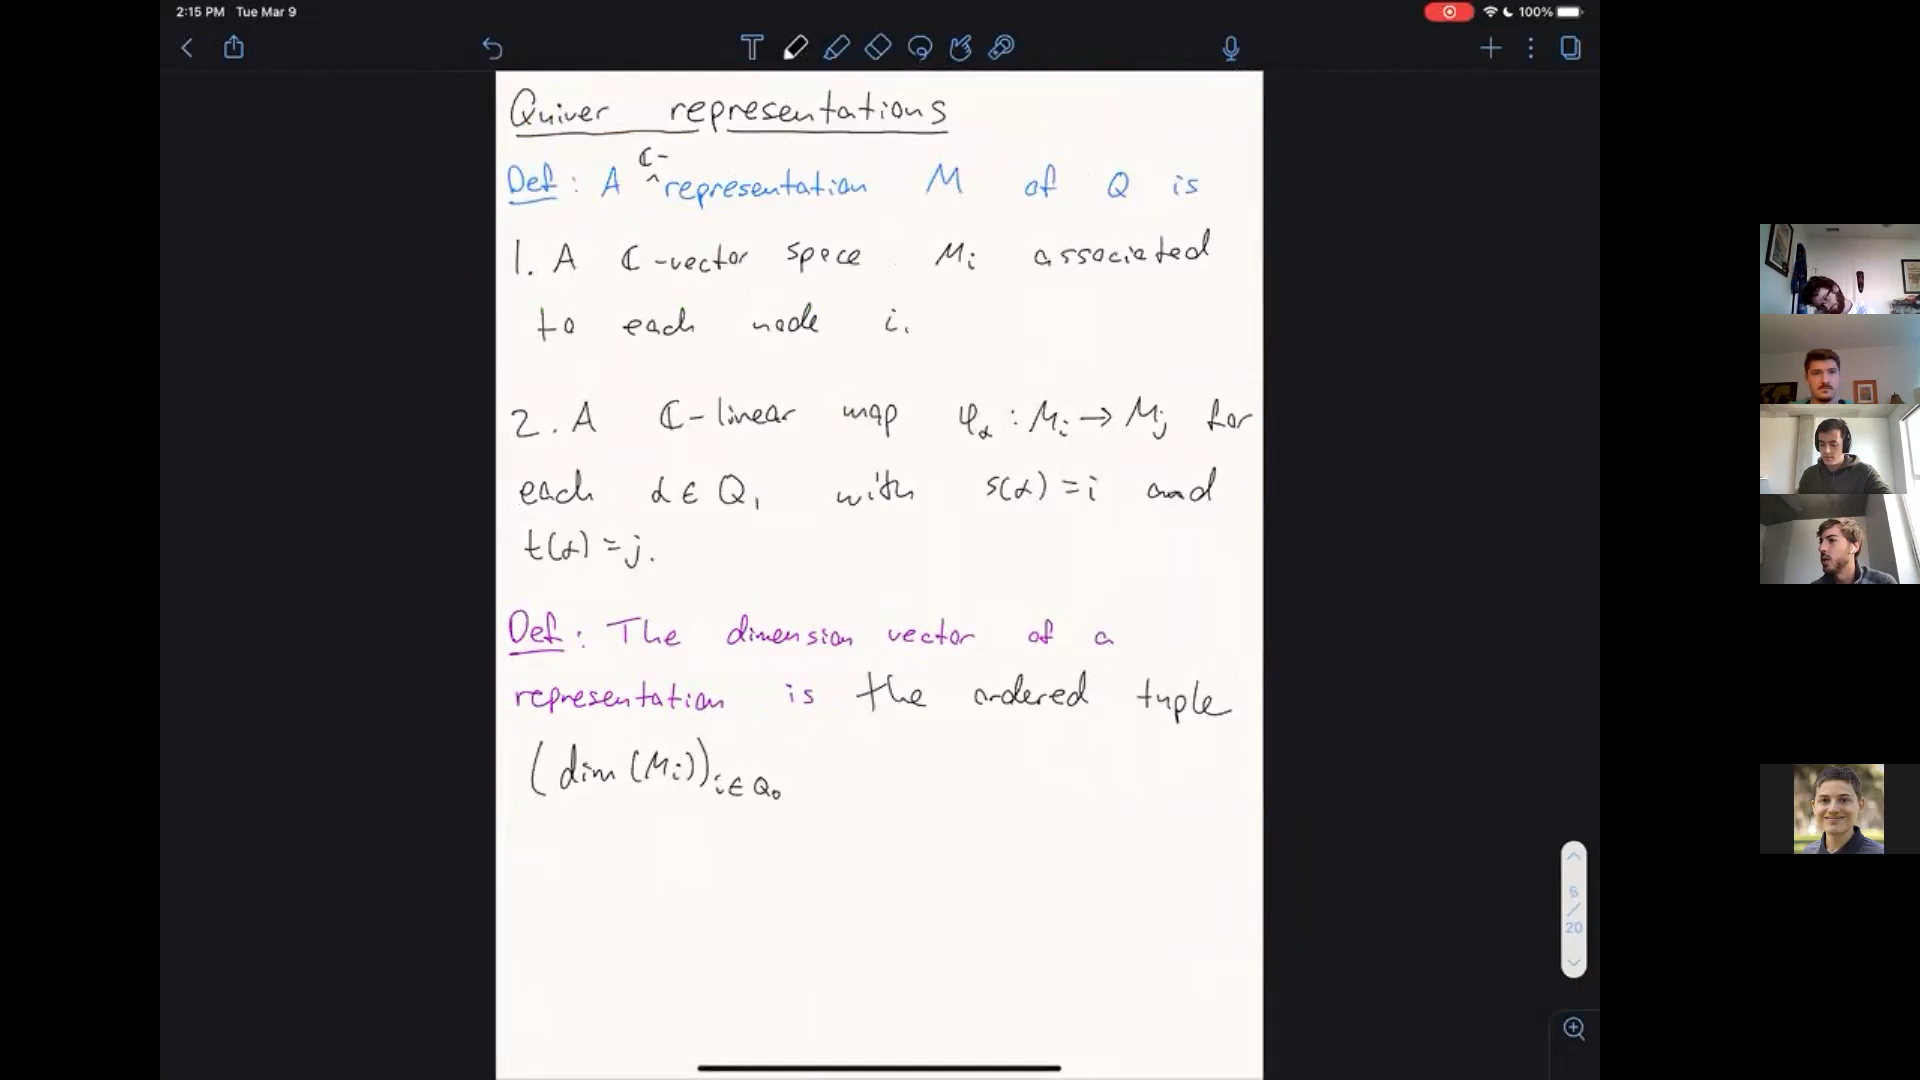 2:15 PM Tue Mar 9
100%
Quiver representations
Def: A ℂ-representation M of Q is
1. A ℂ-vector space Mᵢ associated
to each node i.
2. A ℂ-linear map φ_α : Mᵢ → Mⱼ for
each α ∈ Q₁ with s(α) = i and
t(α) = j.
Def: The dimension vector of a
representation is the ordered tuple
(dim (Mᵢ))_{i ∈ Q₀}
6
/
20